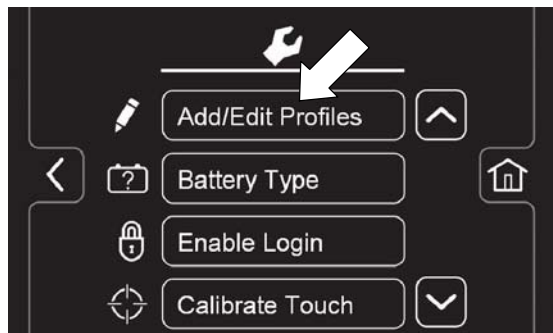 Add/Edit Profiles
Battery Type
Enable Login
Calibrate Touch